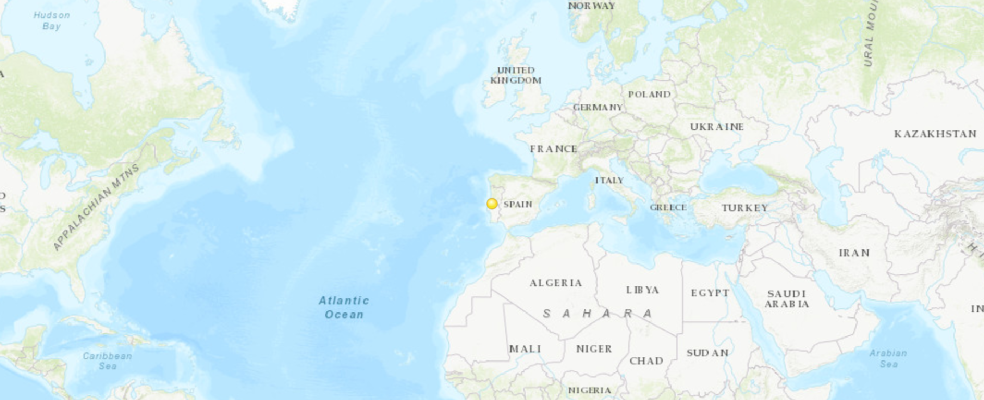 NORWAY
Hudson
Bay
URAL MOU
A
UNITED
KINGDOM
POLAND
GERMANY
UKRAINE
KAZAKHSTAN
FRANCE
ITALY
D
S
APPALACHIAN MTNS
SPAIN
GREECE
TURKEY
H I
IRAN
ALGERIA
LIBYA
EGYPT
SAUDI
ARABIA
Atlantic
Ocean
SAHARA
IN
Caribbean
Sea
MALI
NIGER
CHAD
SUDAN
Arabian
Sea
NIGERIA